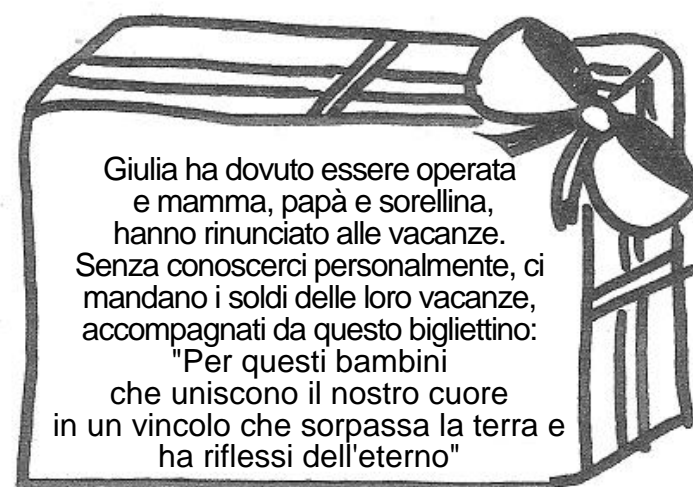 Giulia ha dovuto essere operata
e mamma, papà e sorellina,
hanno rinunciato alle vacanze.
Senza conoscerci personalmente, ci
mandano i soldi delle loro vacanze,
accompagnati da questo bigliettino:
"Per questi bambini
che uniscono il nostro cuore
in un vincolo che sorpassa la terra e
ha riflessi dell'eterno"